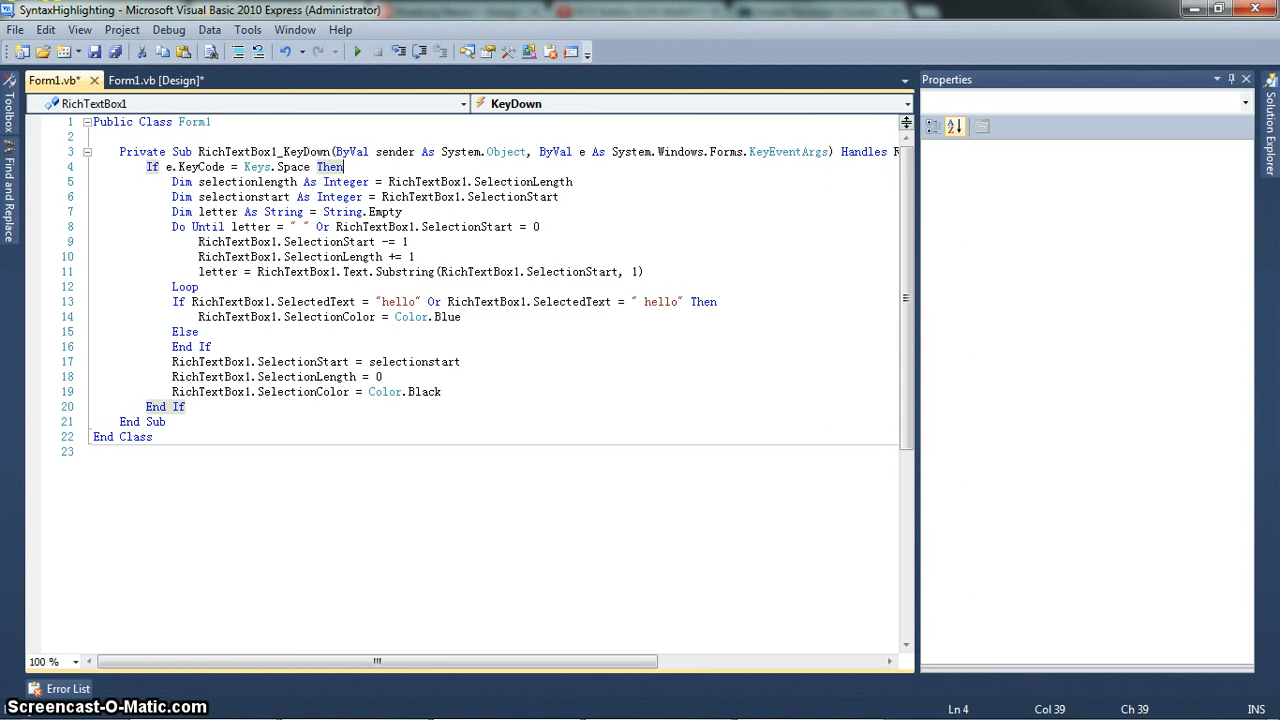 SyntaxHighlighting - Microsoft Visual Basic 2010 Express (Administrator)
File Edit View Project Debug Data Tools Window Help
Form1.vb* Form1.vb [Design]*
Properties
RichTextBox1 KeyDown
Toolbox
Find and Replace
Solution Explorer
1 Public Class Form1
2
3 Private Sub RichTextBox1_KeyDown(ByVal sender As System.Object, ByVal e As System.Windows.Forms.KeyEventArgs) Handles R
4 If e.KeyCode = Keys.Space Then
5 Dim selectionlength As Integer = RichTextBox1.SelectionLength
6 Dim selectionstart As Integer = RichTextBox1.SelectionStart
7 Dim letter As String = String.Empty
8 Do Until letter = " " Or RichTextBox1.SelectionStart = 0
9 RichTextBox1.SelectionStart -= 1
10 RichTextBox1.SelectionLength += 1
11 letter = RichTextBox1.Text.Substring(RichTextBox1.SelectionStart, 1)
12 Loop
13 If RichTextBox1.SelectedText = "hello" Or RichTextBox1.SelectedText = " hello" Then
14 RichTextBox1.SelectionColor = Color.Blue
15 Else
16 End If
17 RichTextBox1.SelectionStart = selectionstart
18 RichTextBox1.SelectionLength = 0
19 RichTextBox1.SelectionColor = Color.Black
20 End If
21 End Sub
22 End Class
23
100 %
Error List
Screencast-O-Matic.com
Ln 4 Col 39 Ch 39 INS